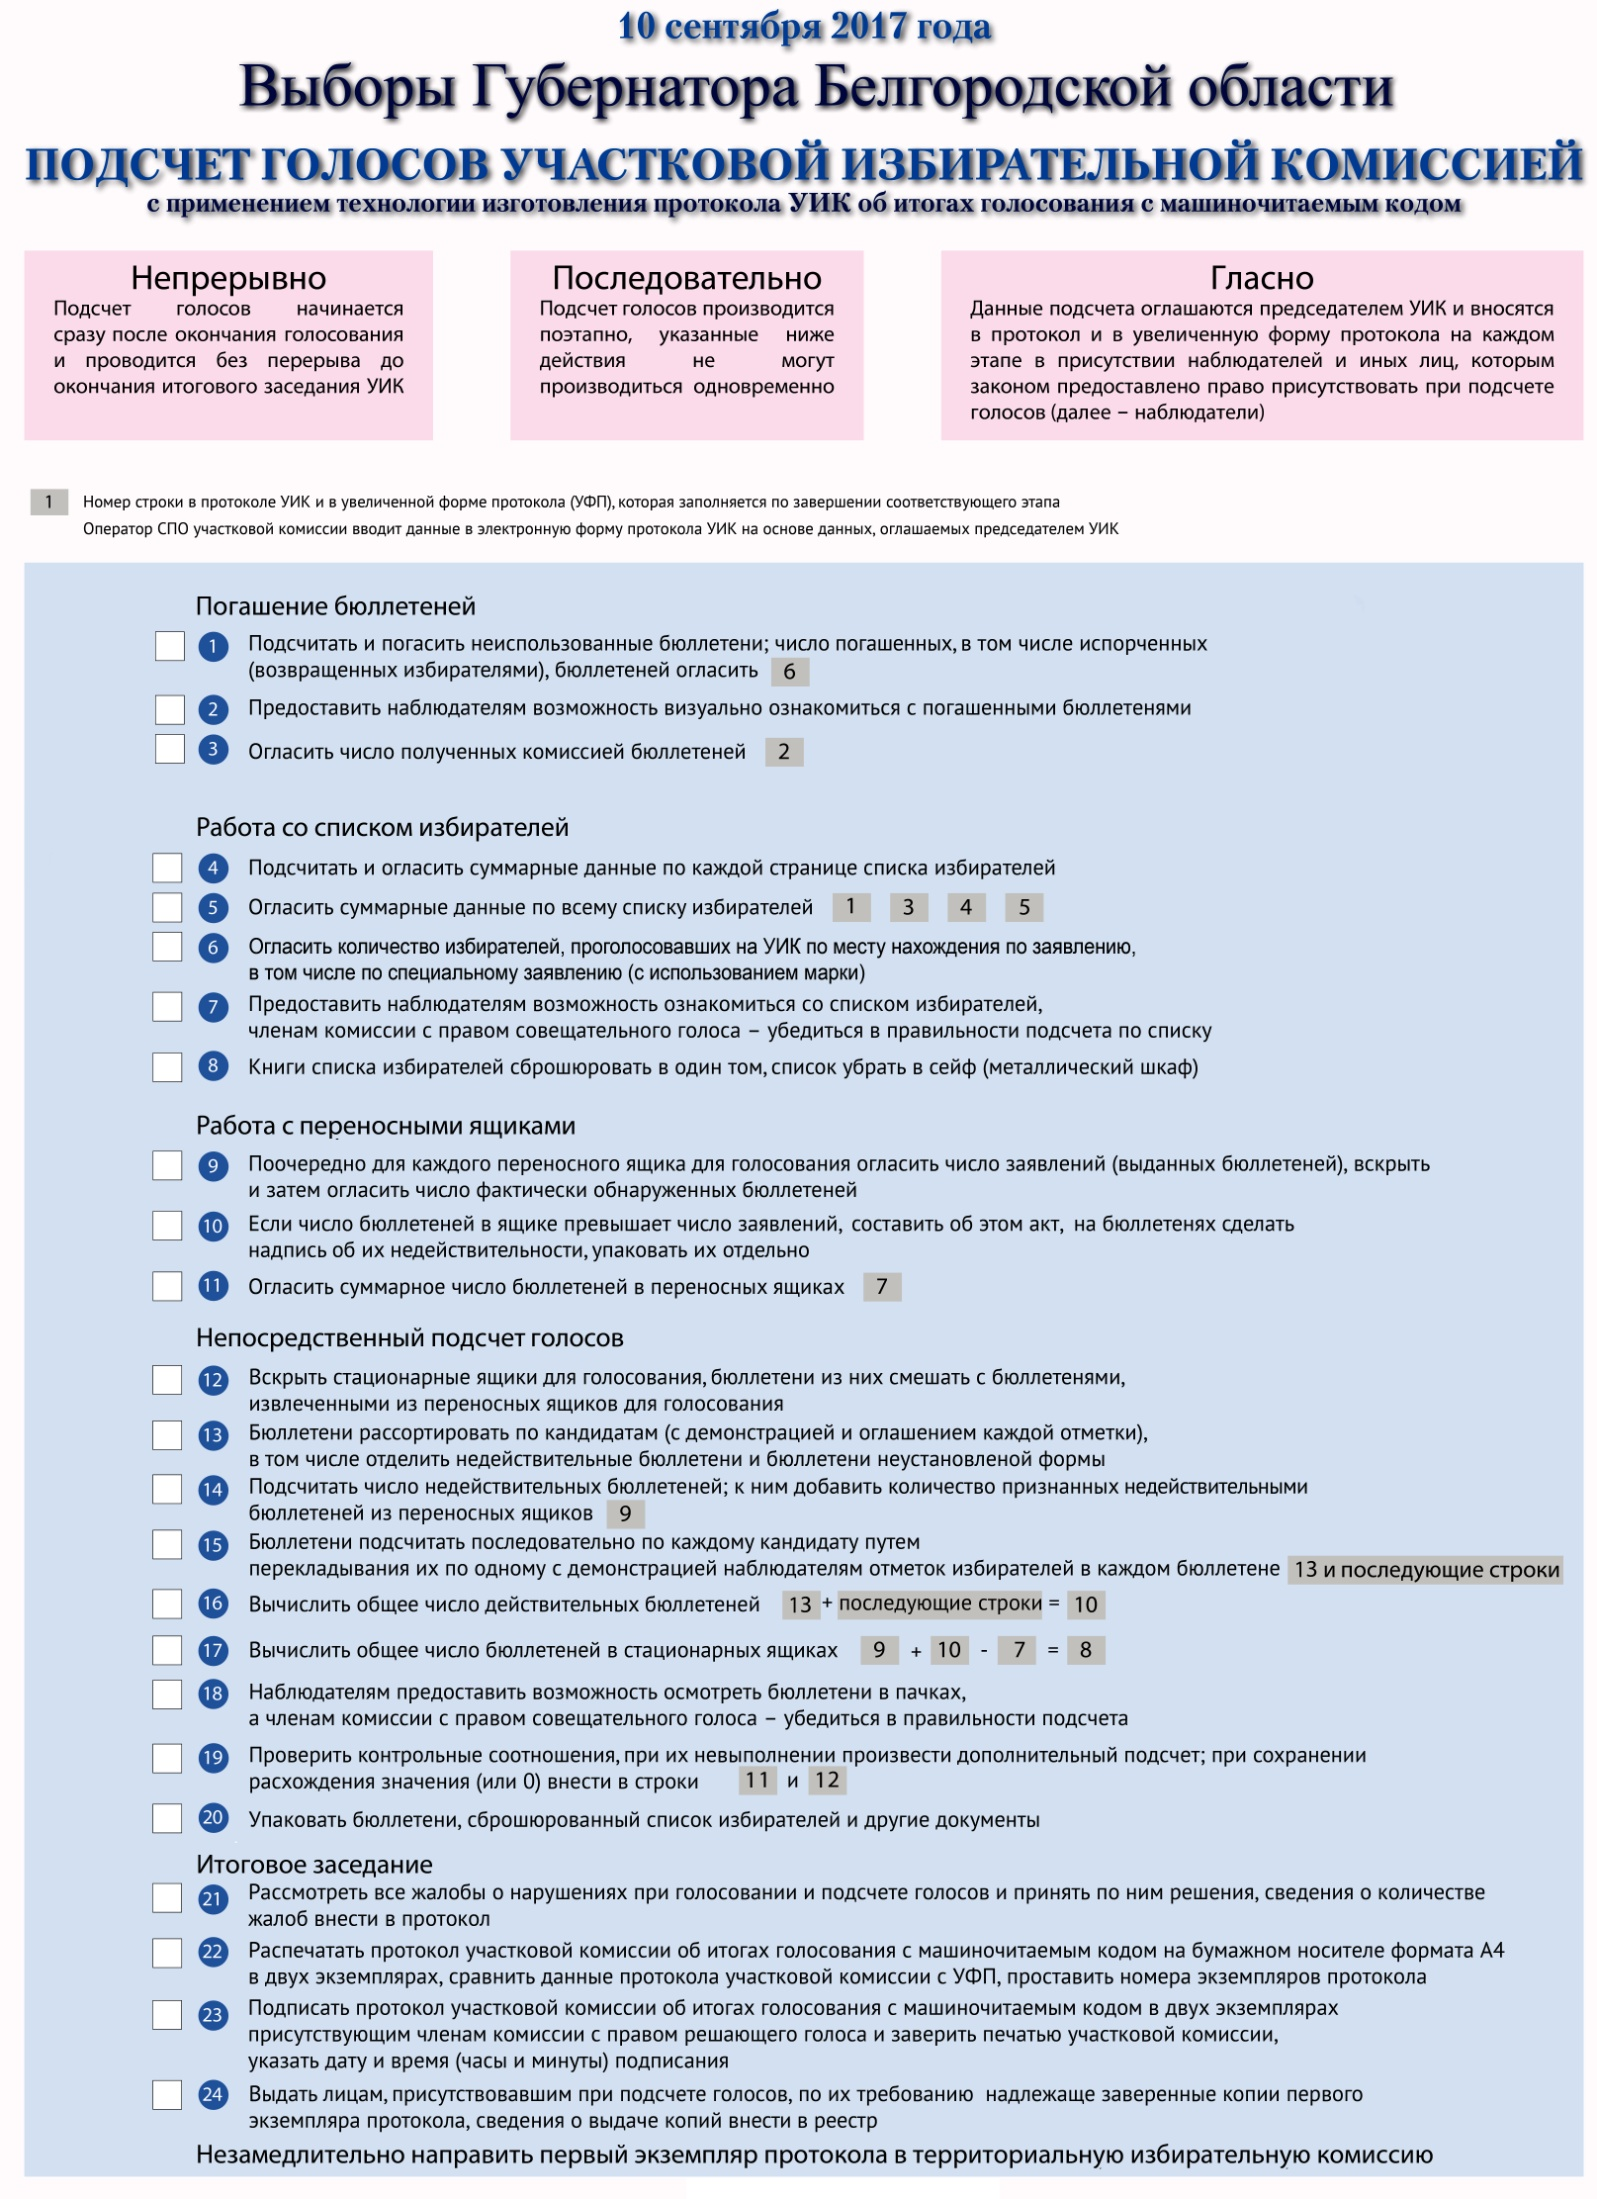 10 сентября 2017 года
Выборы Губернатора Белгородской области
ПОДСЧЕТ ГОЛОСОВ УЧАСТКОВОЙ ИЗБИРАТЕЛЬНОЙ КОМИССИЕЙ
с применением технологии изготовления протокола УИК об итогах голосования с машиночитаемым кодом
Непрерывно
Подсчет голосов начинается
сразу после окончания голосования
и проводится без перерыва до
окончания итогового заседания УИК
Последовательно
Подсчет голосов производится
поэтапно, указанные ниже
действия не могут
производиться одновременно
Гласно
Данные подсчета оглашаются председателем УИК и вносятся
в протокол и в увеличенную форму протокола на каждом
этапе в присутствии наблюдателей и иных лиц, которым
законом предоставлено право присутствовать при подсчете
голосов (далее – наблюдатели)
1 Номер строки в протоколе УИК и в увеличенной форме протокола (УФП), которая заполняется по завершении соответствующего этапа
Оператор СПО участковой комиссии вводит данные в электронную форму протокола УИК на основе данных, оглашаемых председателем УИК
Погашение бюллетеней
1 Подсчитать и погасить неиспользованные бюллетени; число погашенных, в том числе испорченных
(возвращенных избирателями), бюллетеней огласить 6
2 Предоставить наблюдателям возможность визуально ознакомиться с погашенными бюллетенями
3 Огласить число полученных комиссией бюллетеней 2
Работа со списком избирателей
4 Подсчитать и огласить суммарные данные по каждой странице списка избирателей
5 Огласить суммарные данные по всему списку избирателей 1 3 4 5
6 Огласить количество избирателей, проголосовавших на УИК по месту нахождения по заявлению,
в том числе по специальному заявлению (с использованием марки)
7 Предоставить наблюдателям возможность ознакомиться со списком избирателей,
членам комиссии с правом совещательного голоса – убедиться в правильности подсчета по списку
8 Книги списка избирателей сброшюровать в один том, список убрать в сейф (металлический шкаф)
Работа с переносными ящиками
9 Поочередно для каждого переносного ящика для голосования огласить число заявлений (выданных бюллетеней), вскрыть
и затем огласить число фактически обнаруженных бюллетеней
10 Если число бюллетеней в ящике превышает число заявлений, составить об этом акт, на бюллетенях сделать
надпись об их недействительности, упаковать их отдельно
11 Огласить суммарное число бюллетеней в переносных ящиках 7
Непосредственный подсчет голосов
12 Вскрыть стационарные ящики для голосования, бюллетени из них смешать с бюллетенями,
извлеченными из переносных ящиков для голосования
13 Бюллетени рассортировать по кандидатам (с демонстрацией и оглашением каждой отметки),
в том числе отделить недействительные бюллетени и бюллетени неустановленой формы
14 Подсчитать число недействительных бюллетеней; к ним добавить количество признанных недействительными
бюллетеней из переносных ящиков 9
15 Бюллетени подсчитать последовательно по каждому кандидату путем
перекладывания их по одному с демонстрацией наблюдателям отметок избирателей в каждом бюллетене 13 и последующие строки
16 Вычислить общее число действительных бюллетеней 13 + последующие строки = 10
17 Вычислить общее число бюллетеней в стационарных ящиках 9 + 10 - 7 = 8
18 Наблюдателям предоставить возможность осмотреть бюллетени в пачках,
а членам комиссии с правом совещательного голоса – убедиться в правильности подсчета
19 Проверить контрольные соотношения, при их невыполнении произвести дополнительный подсчет; при сохранении
расхождения значения (или 0) внести в строки 11 и 12
20 Упаковать бюллетени, сброшюрованный список избирателей и другие документы
Итоговое заседание
21 Рассмотреть все жалобы о нарушениях при голосовании и подсчете голосов и принять по ним решения, сведения о количестве
жалоб внести в протокол
22 Распечатать протокол участковой комиссии об итогах голосования с машиночитаемым кодом на бумажном носителе формата А4
в двух экземплярах, сравнить данные протокола участковой комиссии с УФП, проставить номера экземпляров протокола
23 Подписать протокол участковой комиссии об итогах голосования с машиночитаемым кодом в двух экземплярах
присутствующим членам комиссии с правом решающего голоса и заверить печатью участковой комиссии,
указать дату и время (часы и минуты) подписания
24 Выдать лицам, присутствовавшим при подсчете голосов, по их требованию надлежаще заверенные копии первого
экземпляра протокола, сведения о выдаче копий внести в реестр
Незамедлительно направить первый экземпляр протокола в территориальную избирательную комиссию